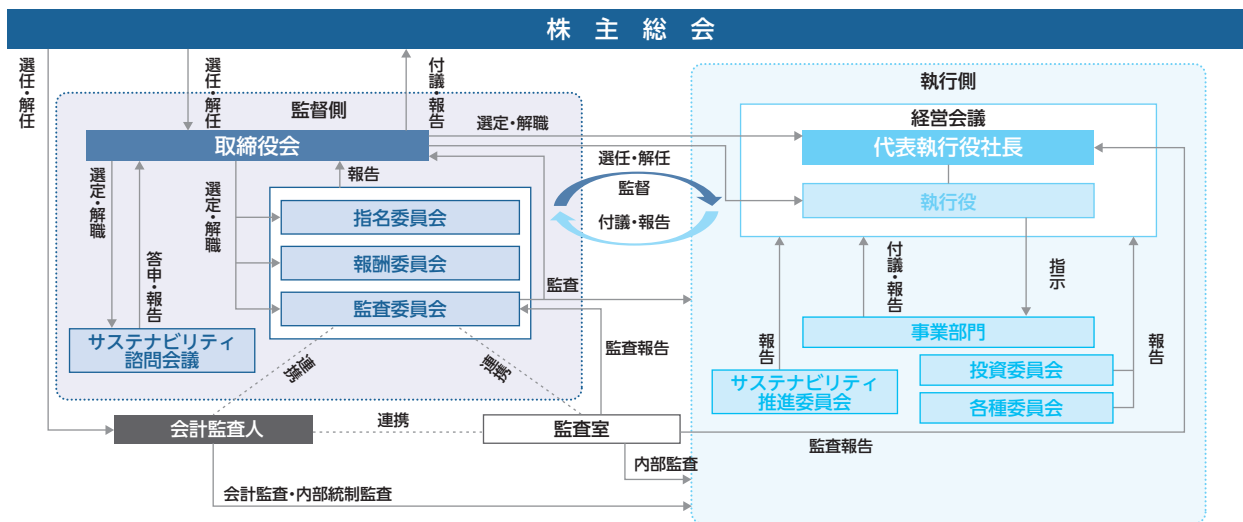 株主総会
選任・解任
選任・解任
付議・報告
監督側
取締役会
選定・解職
答申・報告
選定・解職
報告
指名委員会
報酬委員会
監査委員会
サステナビリティ
諮問会議
連携
連携
会計監査人
連携
監査室
会計監査・内部統制監査
内部監査
監査報告
監査
選定・解職
選任・解任
監督
付議・報告
執行側
経営会議
代表執行役社長
執行役
報告
付議・報告
指示
報告
事業部門
サステナビリティ
推進委員会
投資委員会
各種委員会
監査報告